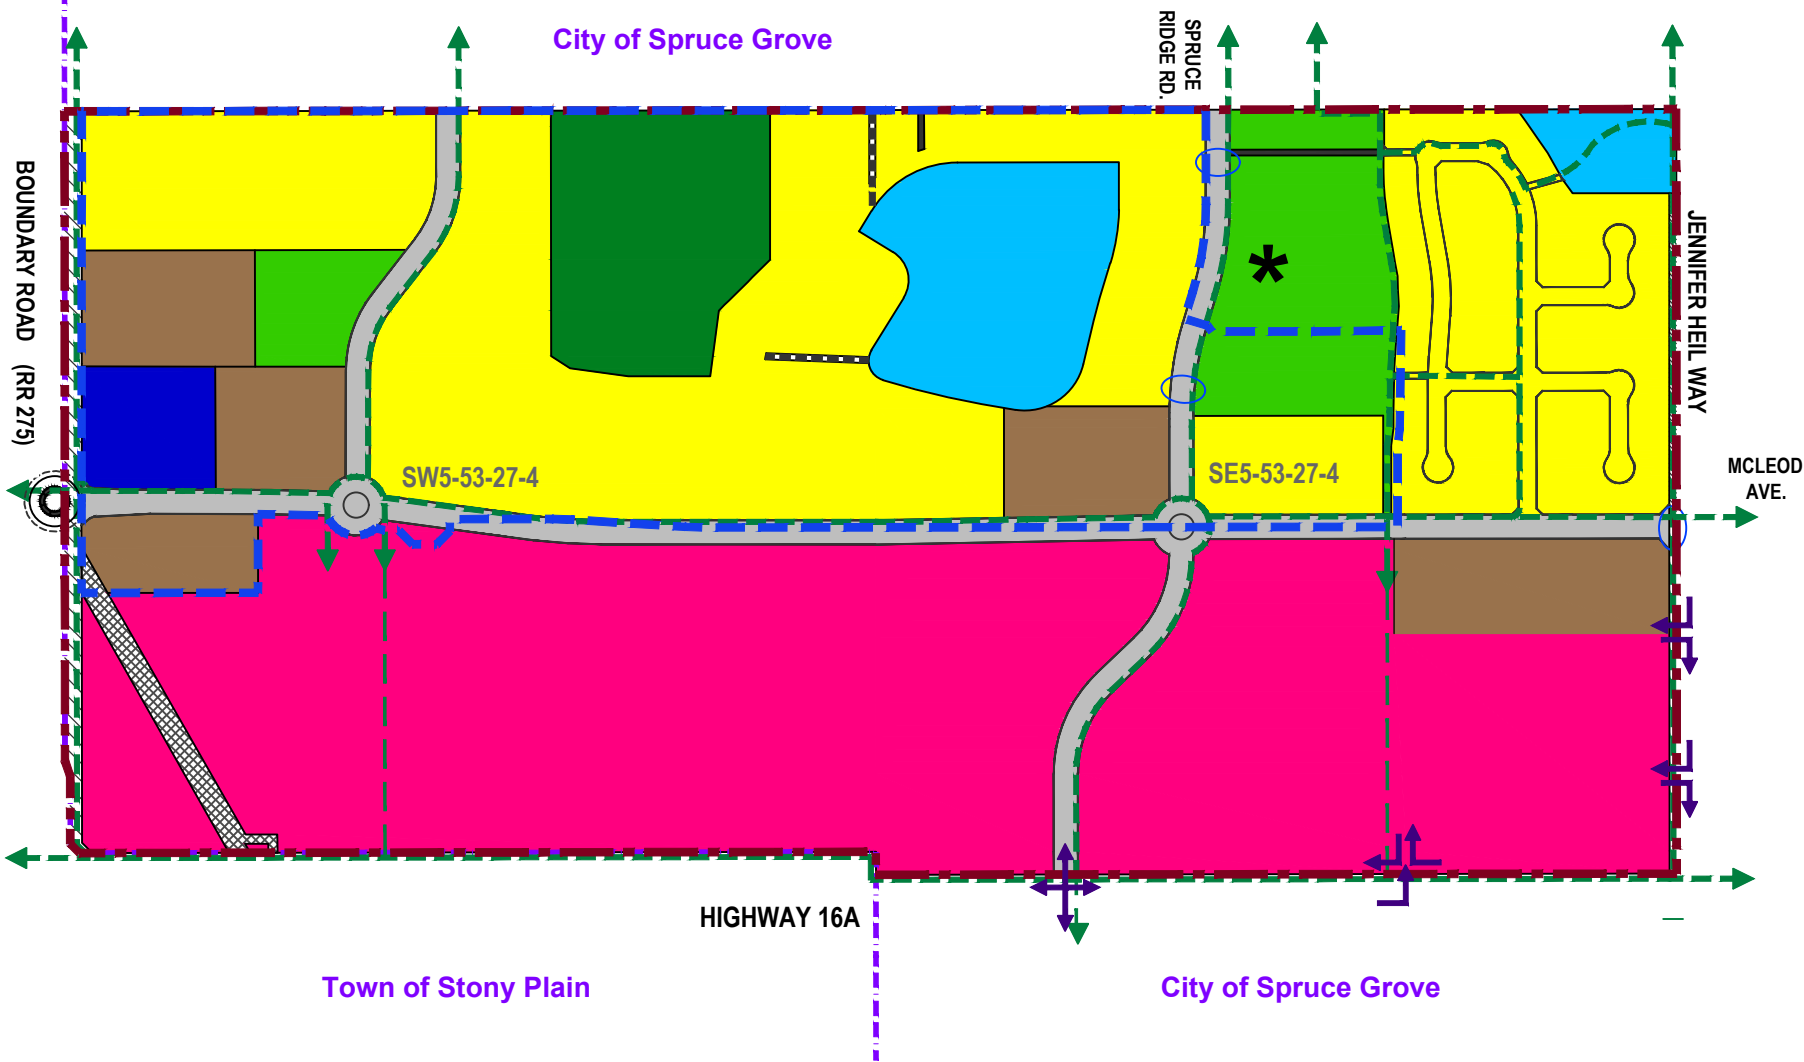 City of Spruce Grove
SPRUCE
RIDGE RD.
BOUNDARY ROAD (RR 275)
JENNIFER HEIL WAY
*
SW5-53-27-4
SE5-53-27-4
MCLEOD
AVE.
HIGHWAY 16A
Town of Stony Plain
City of Spruce Grove